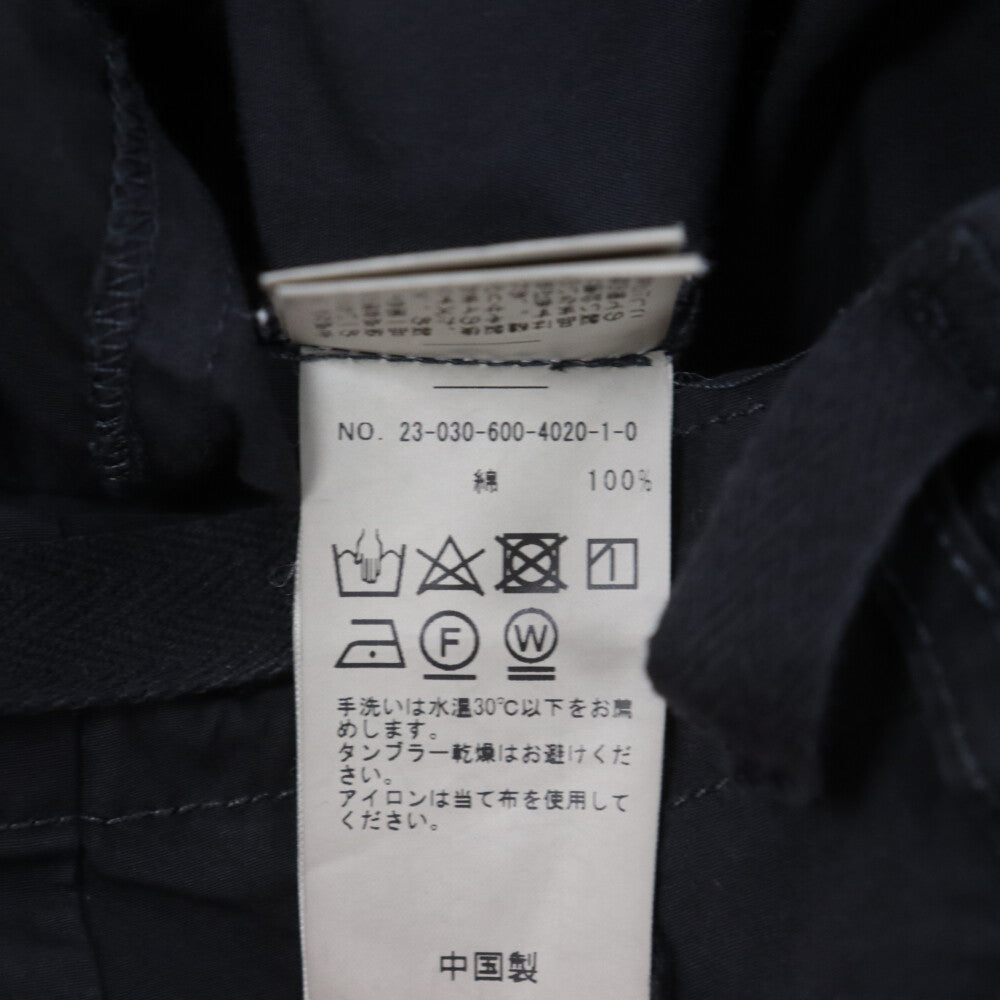 NO. 23-030-600-4020-1-0
綿 100%
F W
手洗いは水温30℃以下をお薦
めします。
タンブラー乾燥はお避けくだ
さい。
アイロンは当て布を使用して
ください。
中国製